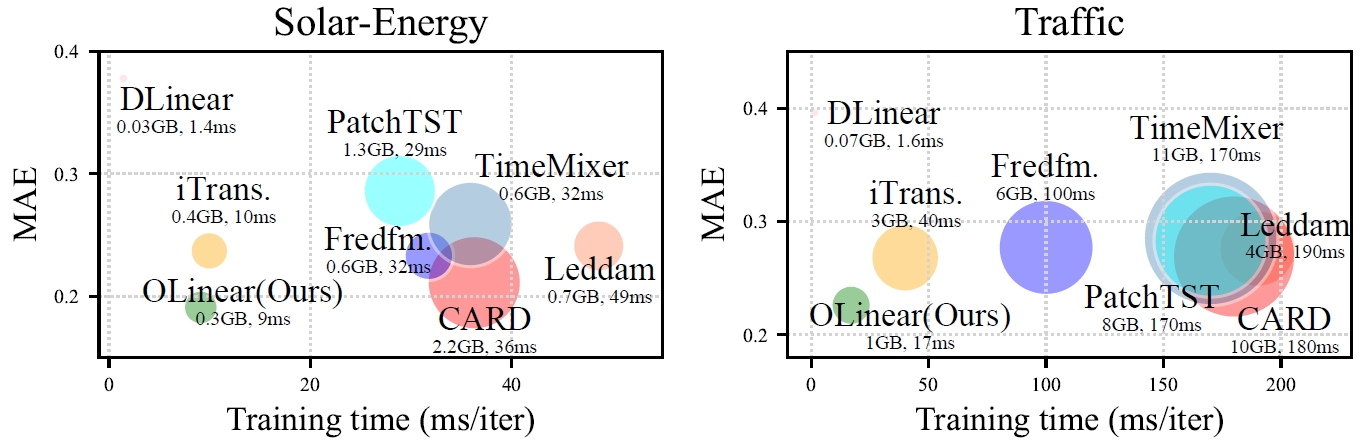 Solar-Energy
0.4
0.3
0.2
MAE
DLinear
0.03GB, 1.4ms
PatchTST
1.3GB, 29ms
TimeMixer
0.6GB, 32ms
iTrans.
0.4GB, 10ms
Fredfm.
0.6GB, 32ms
Leddam
0.7GB, 49ms
OLinear(Ours)
0.3GB, 9ms
CARD
2.2GB, 36ms
0 20 40
Training time (ms/iter)
Traffic
0.4
0.3
0.2
MAE
DLinear
0.07GB, 1.6ms
TimeMixer
11GB, 170ms
Fredfm.
6GB, 100ms
iTrans.
3GB, 40ms
Leddam
4GB, 190ms
PatchTST
8GB, 170ms
OLinear(Ours)
1GB, 17ms
CARD
10GB, 180ms
0 50 100 150 200
Training time (ms/iter)